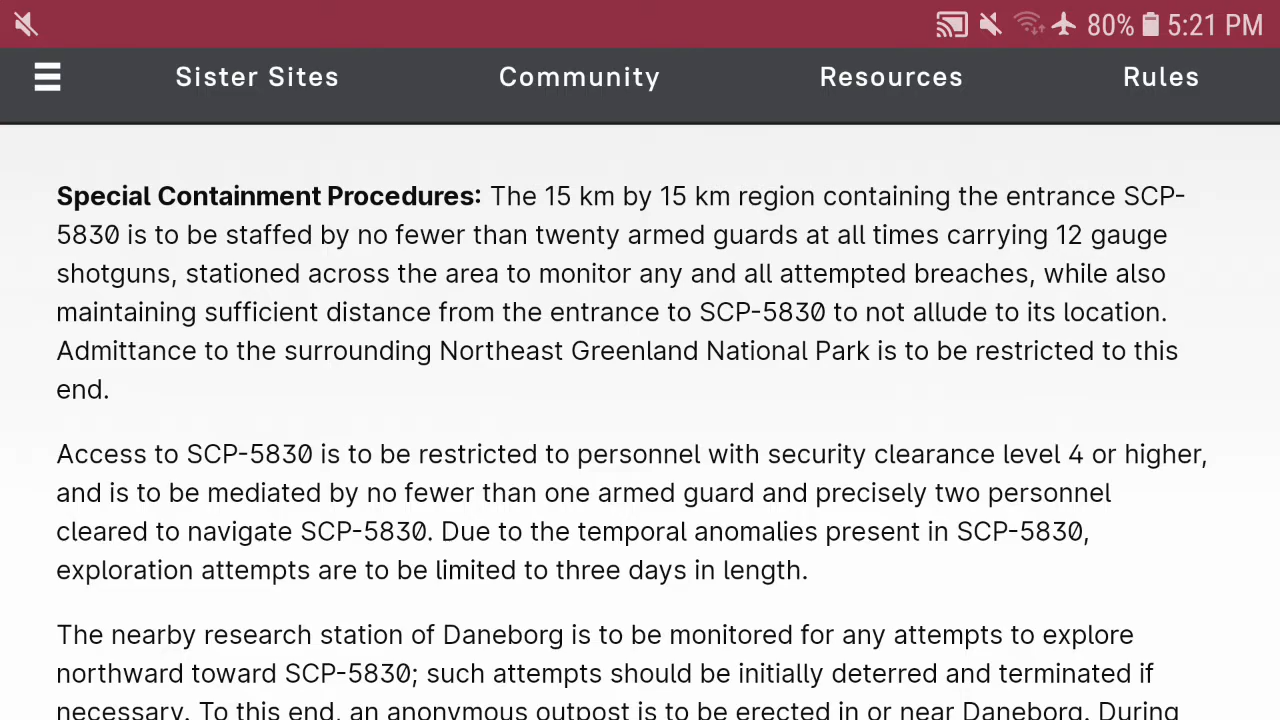 80% 5:21 PM
Sister Sites Community Resources Rules
Special Containment Procedures: The 15 km by 15 km region containing the entrance SCP-
5830 is to be staffed by no fewer than twenty armed guards at all times carrying 12 gauge
shotguns, stationed across the area to monitor any and all attempted breaches, while also
maintaining sufficient distance from the entrance to SCP-5830 to not allude to its location.
Admittance to the surrounding Northeast Greenland National Park is to be restricted to this
end.
Access to SCP-5830 is to be restricted to personnel with security clearance level 4 or higher,
and is to be mediated by no fewer than one armed guard and precisely two personnel
cleared to navigate SCP-5830. Due to the temporal anomalies present in SCP-5830,
exploration attempts are to be limited to three days in length.
The nearby research station of Daneborg is to be monitored for any attempts to explore
northward toward SCP-5830; such attempts should be initially deterred and terminated if
necessary. To this end, an anonymous outpost is to be erected in or near Daneborg. During